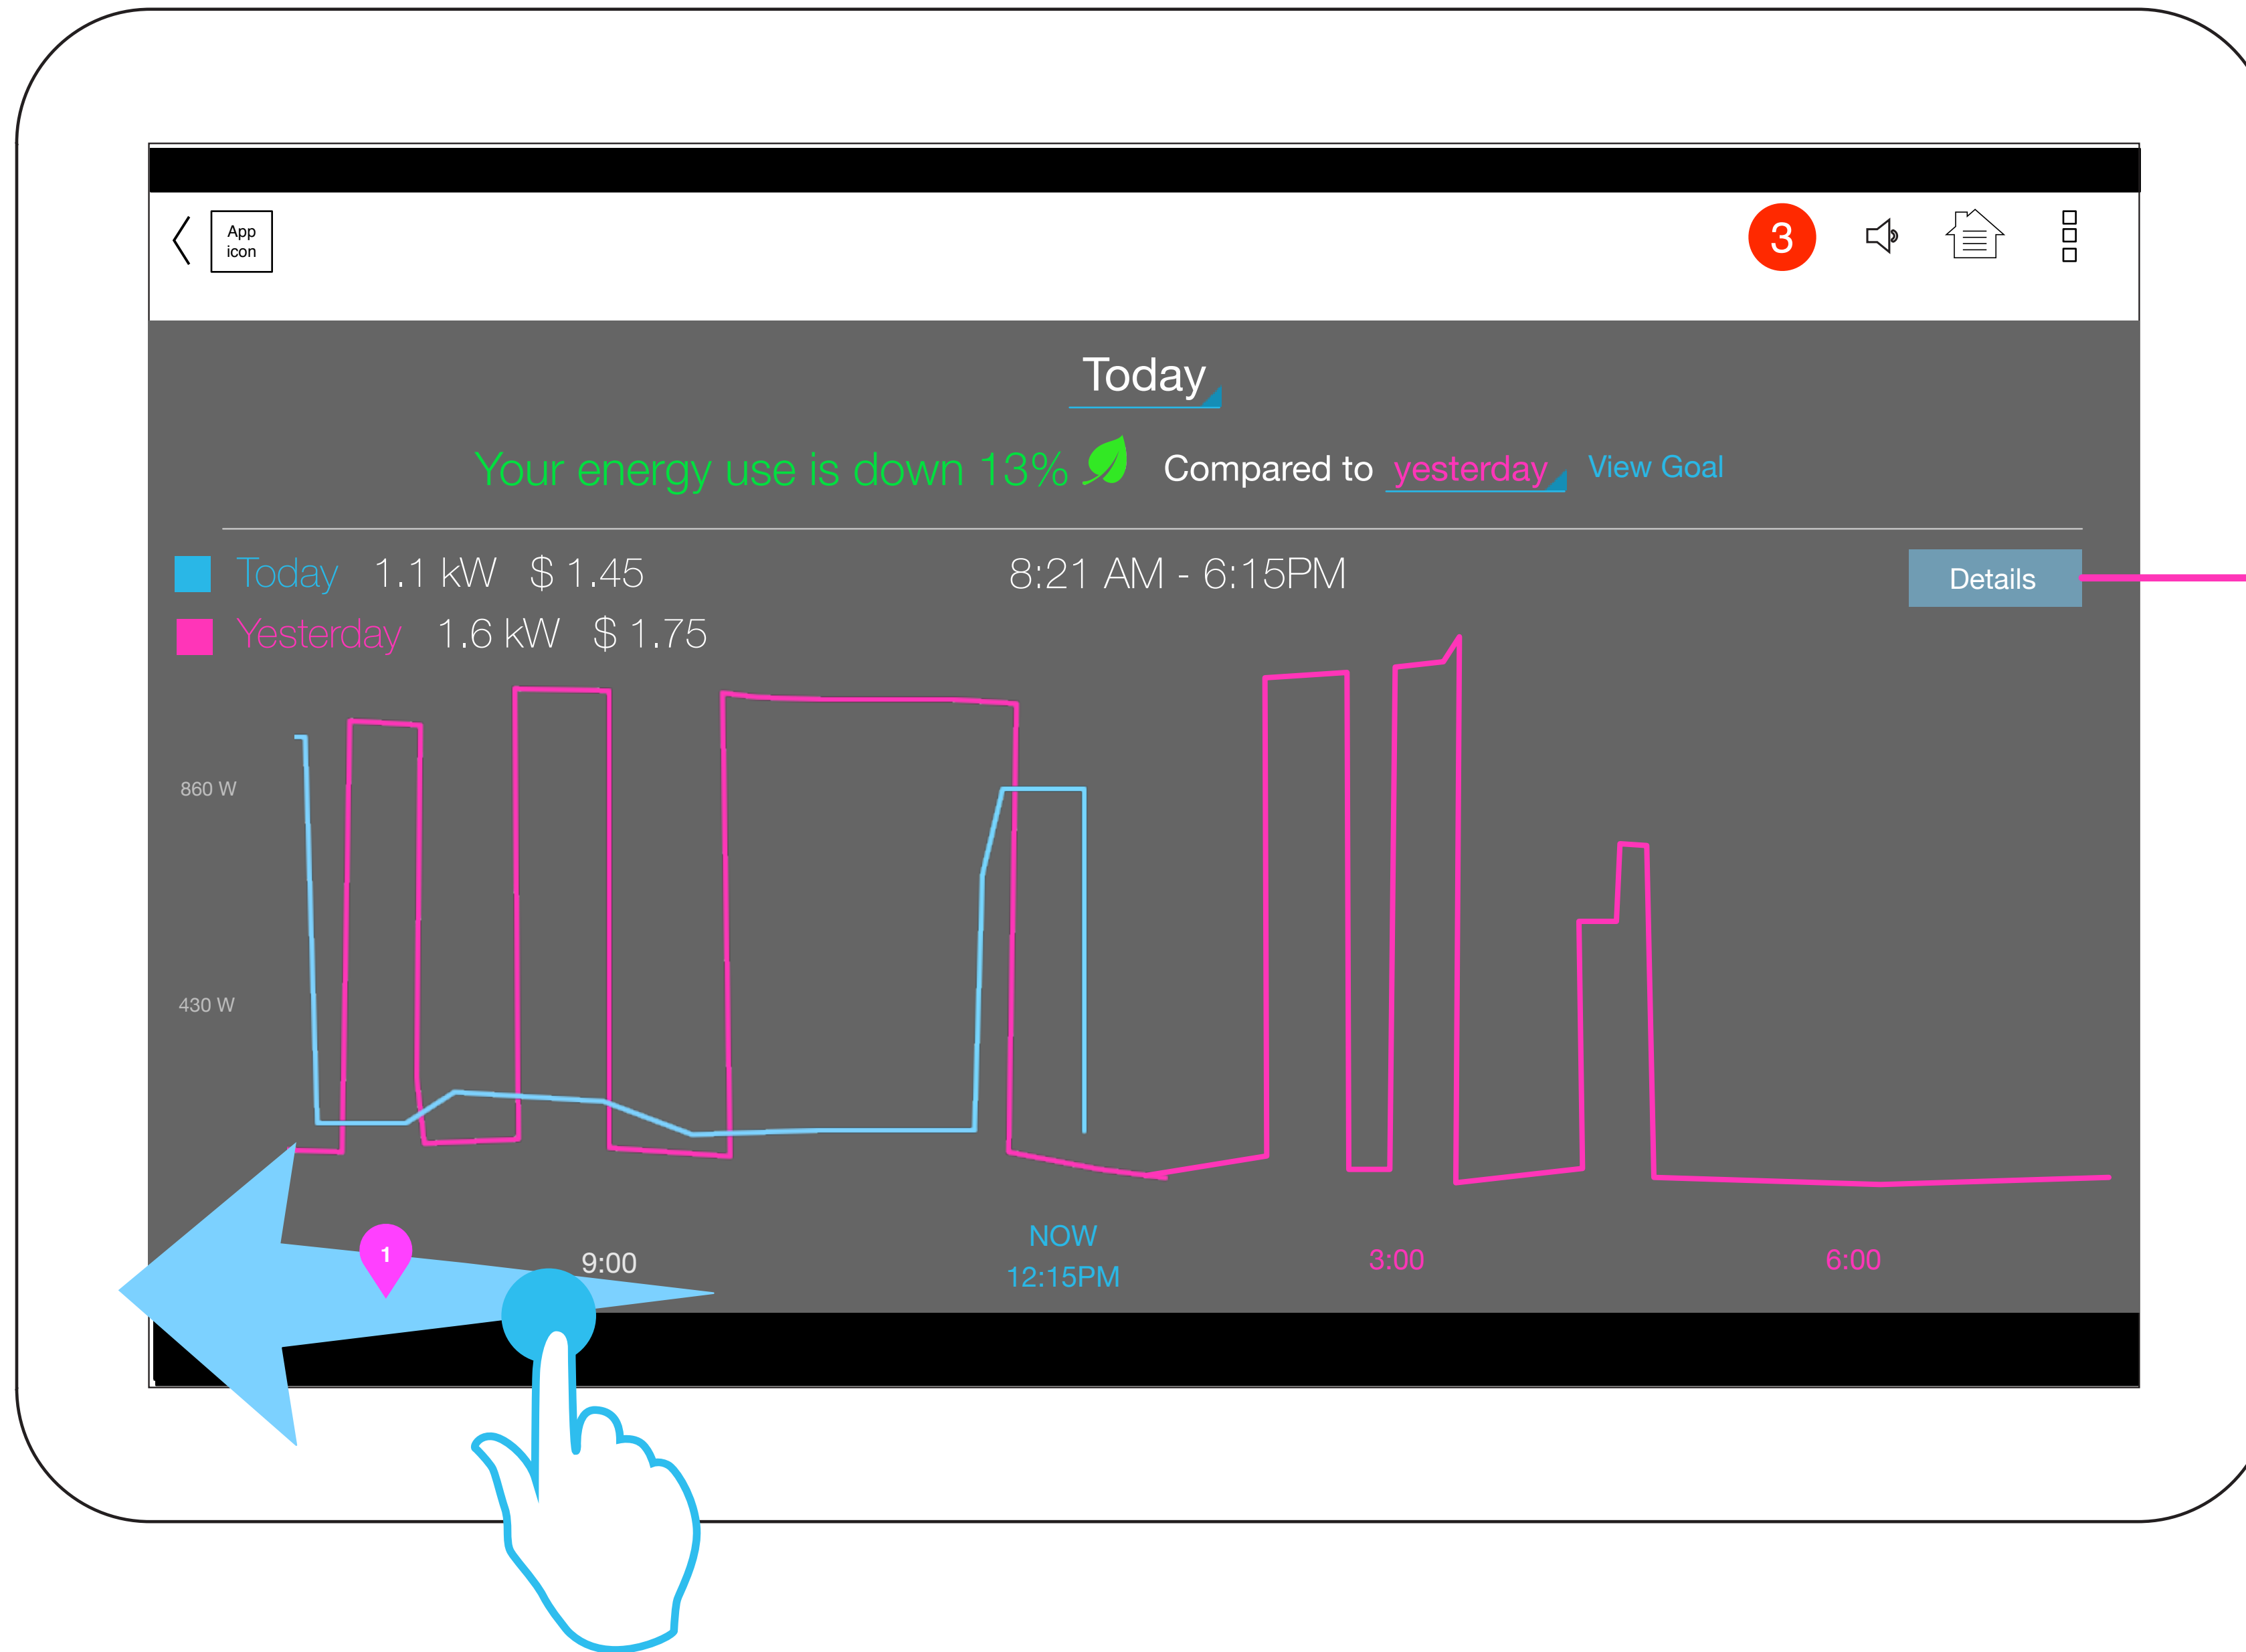 App
icon
3
Today
Your energy use is down 13% Compared to yesterday View Goal
Today 1.1 kW $ 1.45 8:21 AM - 6:15PM Details
Yesterday 1.6 kW $ 1.75
860 W
430 W
1
9:00
NOW
12:15PM
3:00
6:00